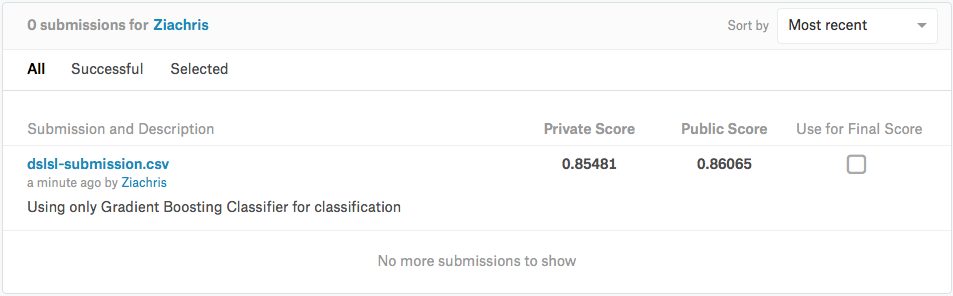 0 submissions for Ziachris Sort by Most recent
All Successful Selected
Submission and Description Private Score Public Score Use for Final Score
dslsl-submission.csv 0.85481 0.86065
a minute ago by Ziachris
Using only Gradient Boosting Classifier for classification
No more submissions to show